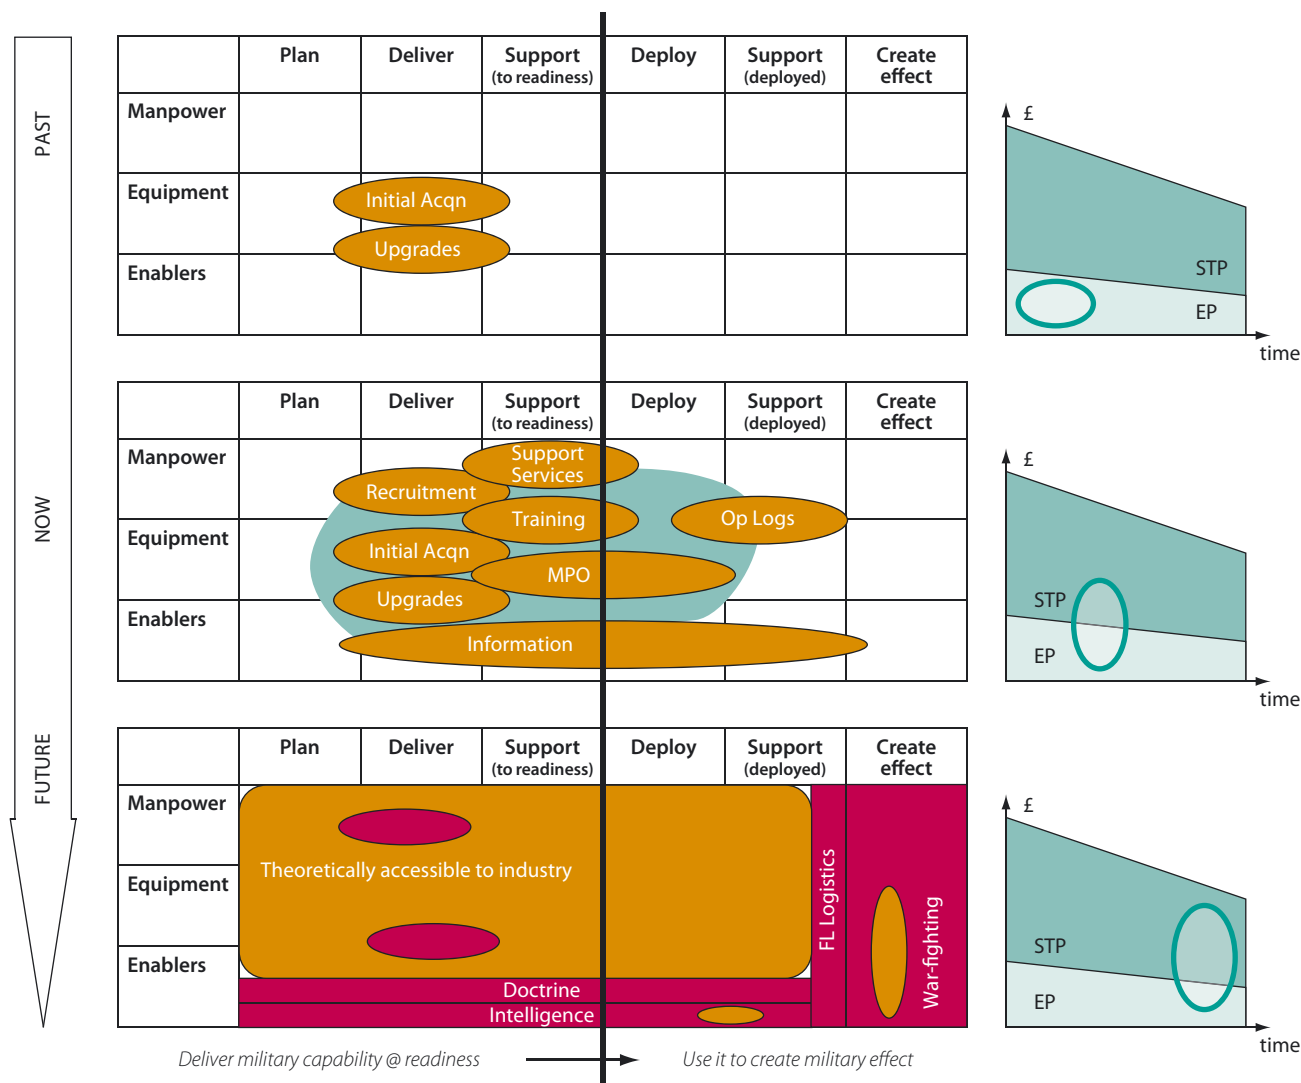 PAST
Plan
Deliver
Support
(to readiness)
Deploy
Support
(deployed)
Create
effect
Manpower
Equipment
Enablers
Initial Acqn
Upgrades
£
STP
EP
time
NOW
Plan
Deliver
Support
(to readiness)
Deploy
Support
(deployed)
Create
effect
Manpower
Equipment
Enablers
Support
Services
Recruitment
Training
Op Logs
Initial Acqn
MPO
Upgrades
Information
£
STP
EP
time
FUTURE
Plan
Deliver
Support
(to readiness)
Deploy
Support
(deployed)
Create
effect
Manpower
Equipment
Enablers
Theoretically accessible to industry
FL Logistics
War-fighting
Doctrine
Intelligence
£
STP
EP
time
Deliver military capability @ readiness
Use it to create military effect